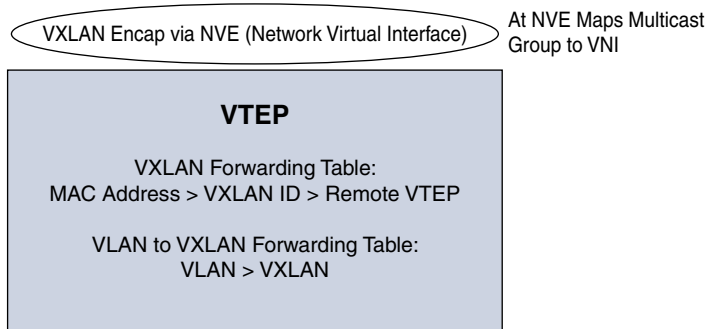 VXLAN Encap via NVE (Network Virtual Interface)
At NVE Maps Multicast
Group to VNI
VTEP
VXLAN Forwarding Table:
MAC Address > VXLAN ID > Remote VTEP
VLAN to VXLAN Forwarding Table:
VLAN > VXLAN